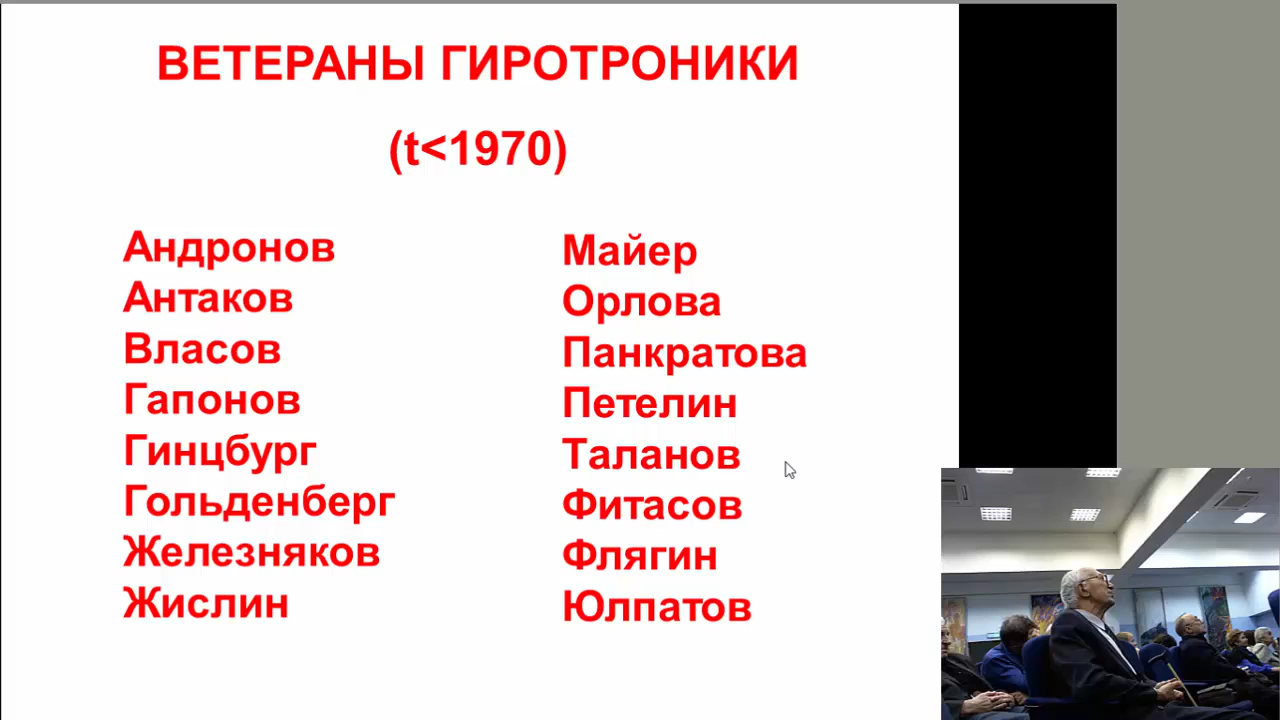 ВЕТЕРАНЫ ГИРОТРОНИКИ
(t<1970)
Андронов
Антаков
Власов
Гапонов
Гинцбург
Гольденберг
Железняков
Жислин
Майер
Орлова
Панкратова
Петелин
Таланов
Фитасов
Флягин
Юлпатов